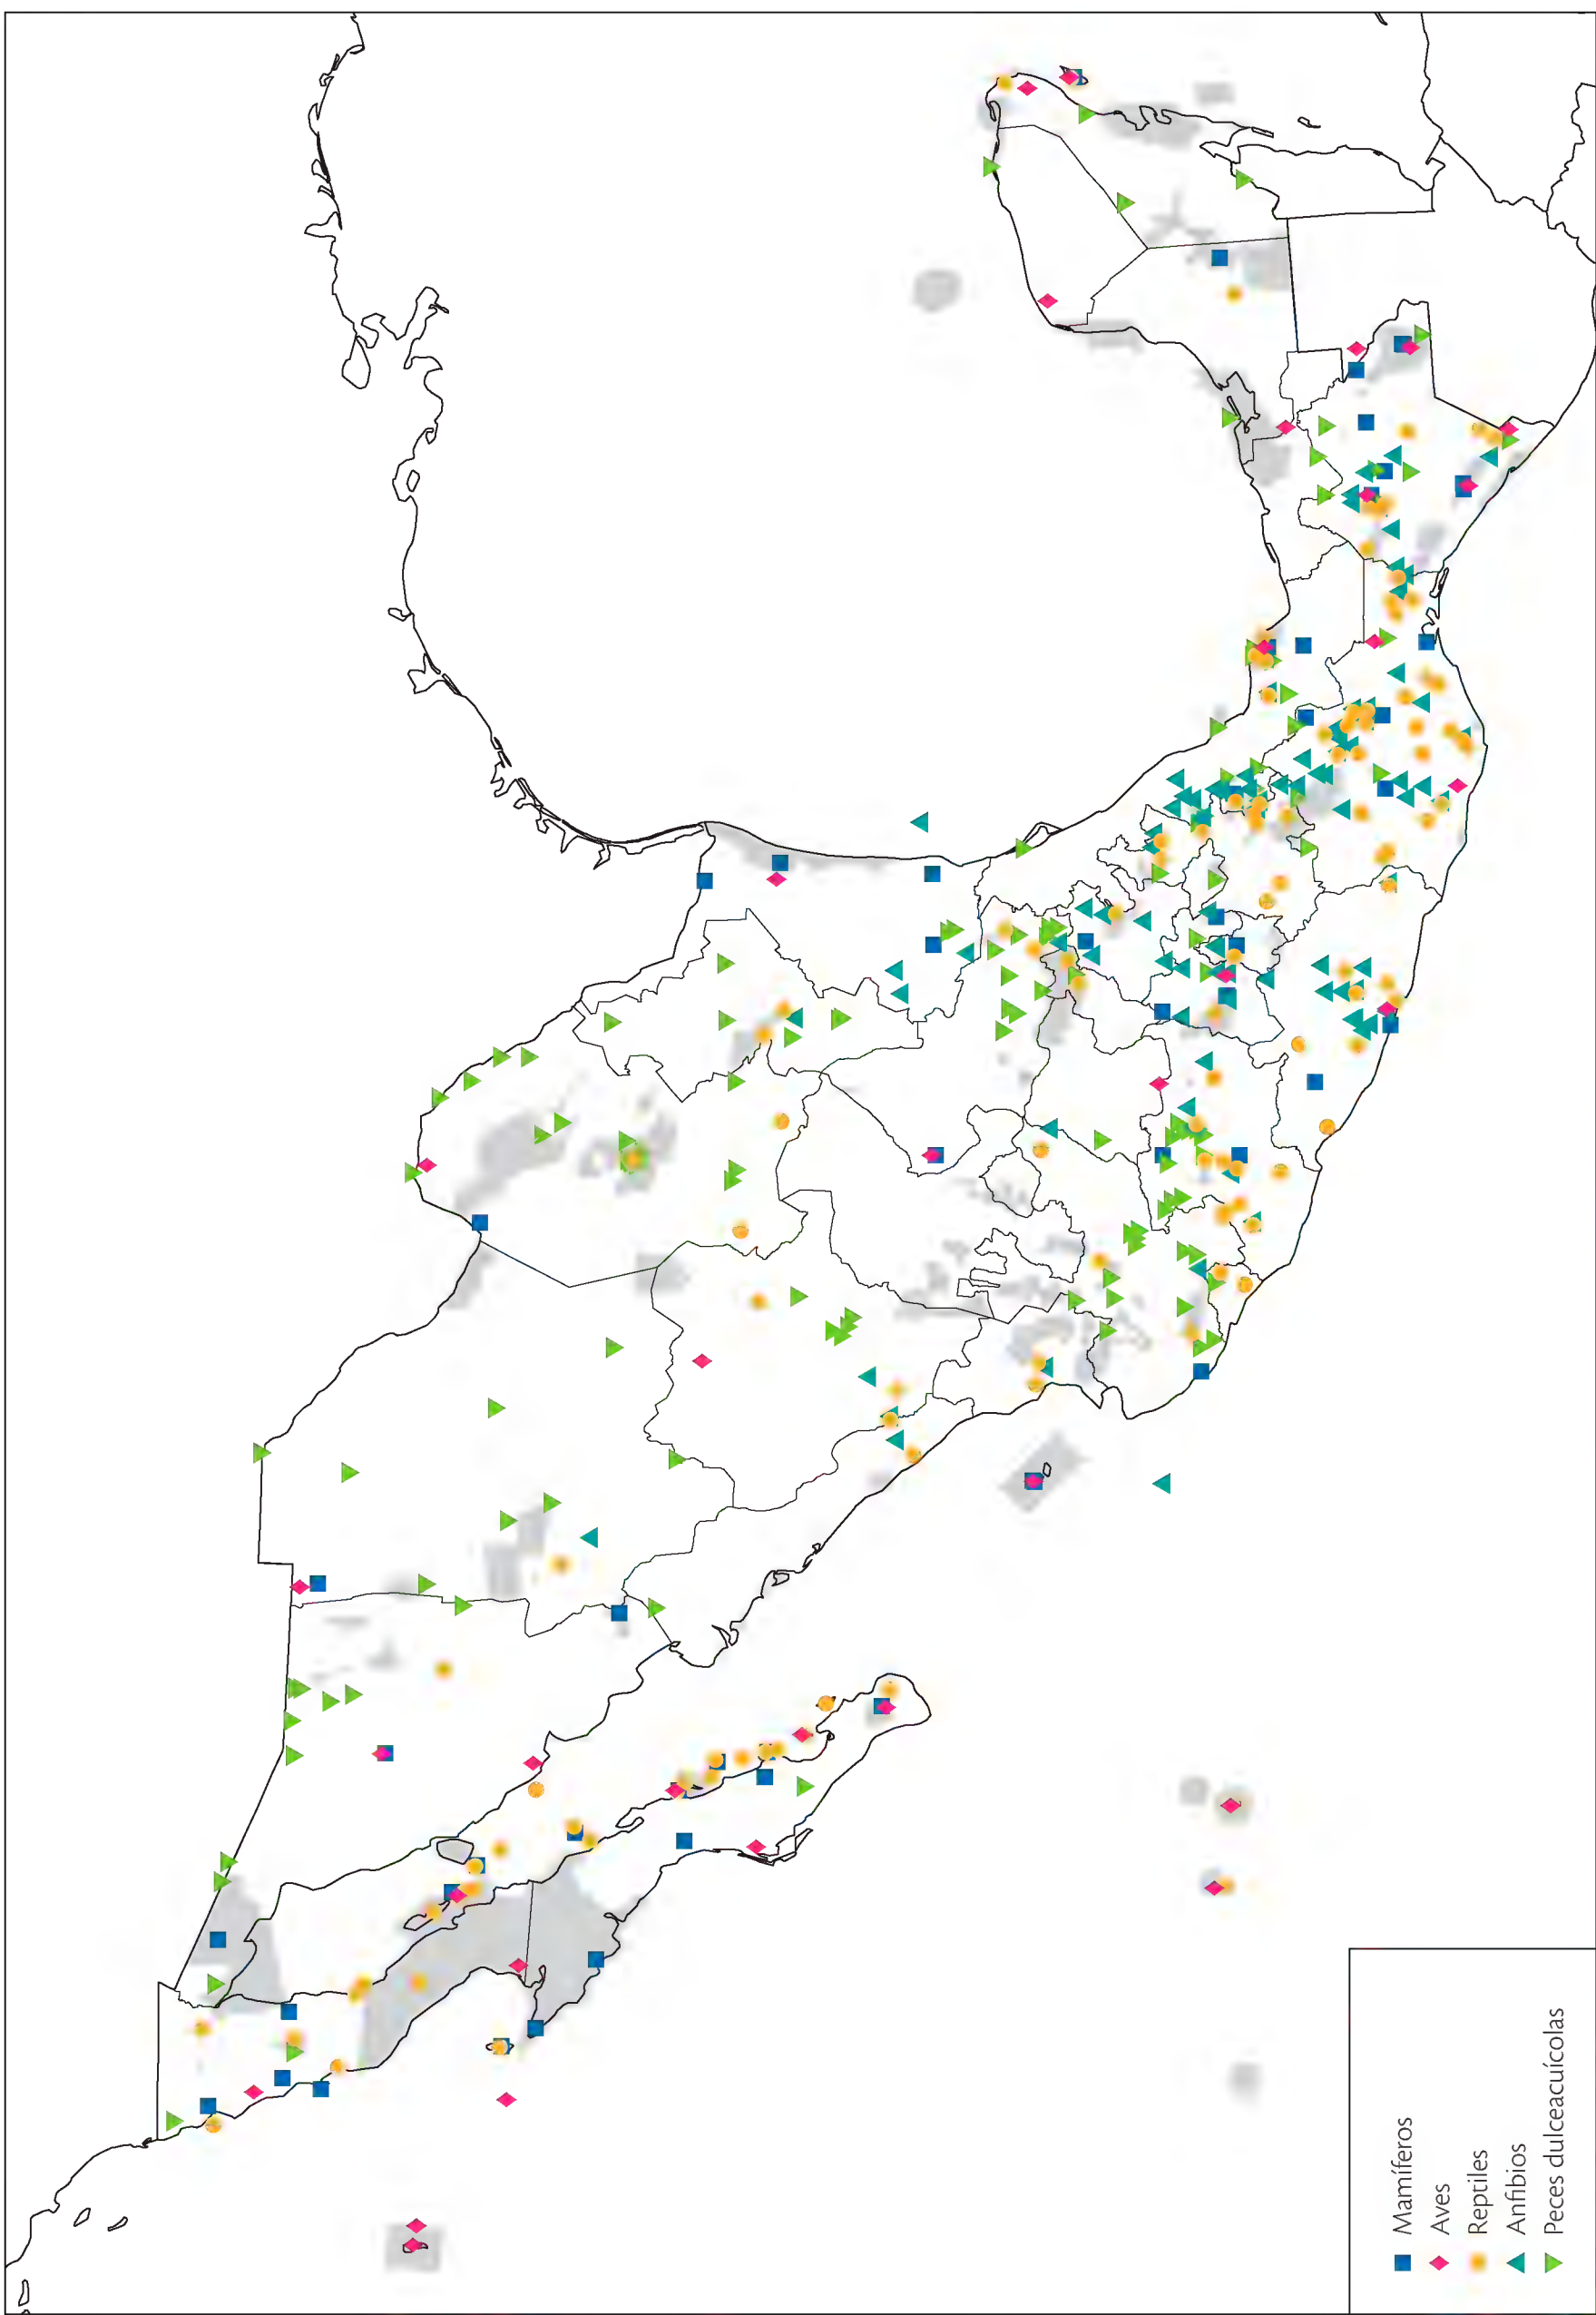 Mamíferos
Aves
Reptiles
Anfibios
Peces dulceacuícolas